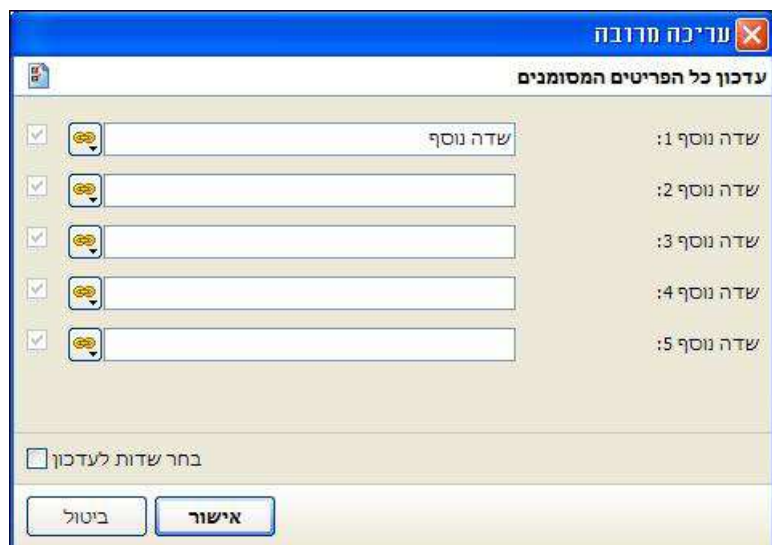 עריכה מרובה
עדכון כל הפריטים המסומנים
שדה נוסף 1: שדה נוסף
שדה נוסף 2:
שדה נוסף 3:
שדה נוסף 4:
שדה נוסף 5:
בחר שדות לעדכון
אישור ביטול